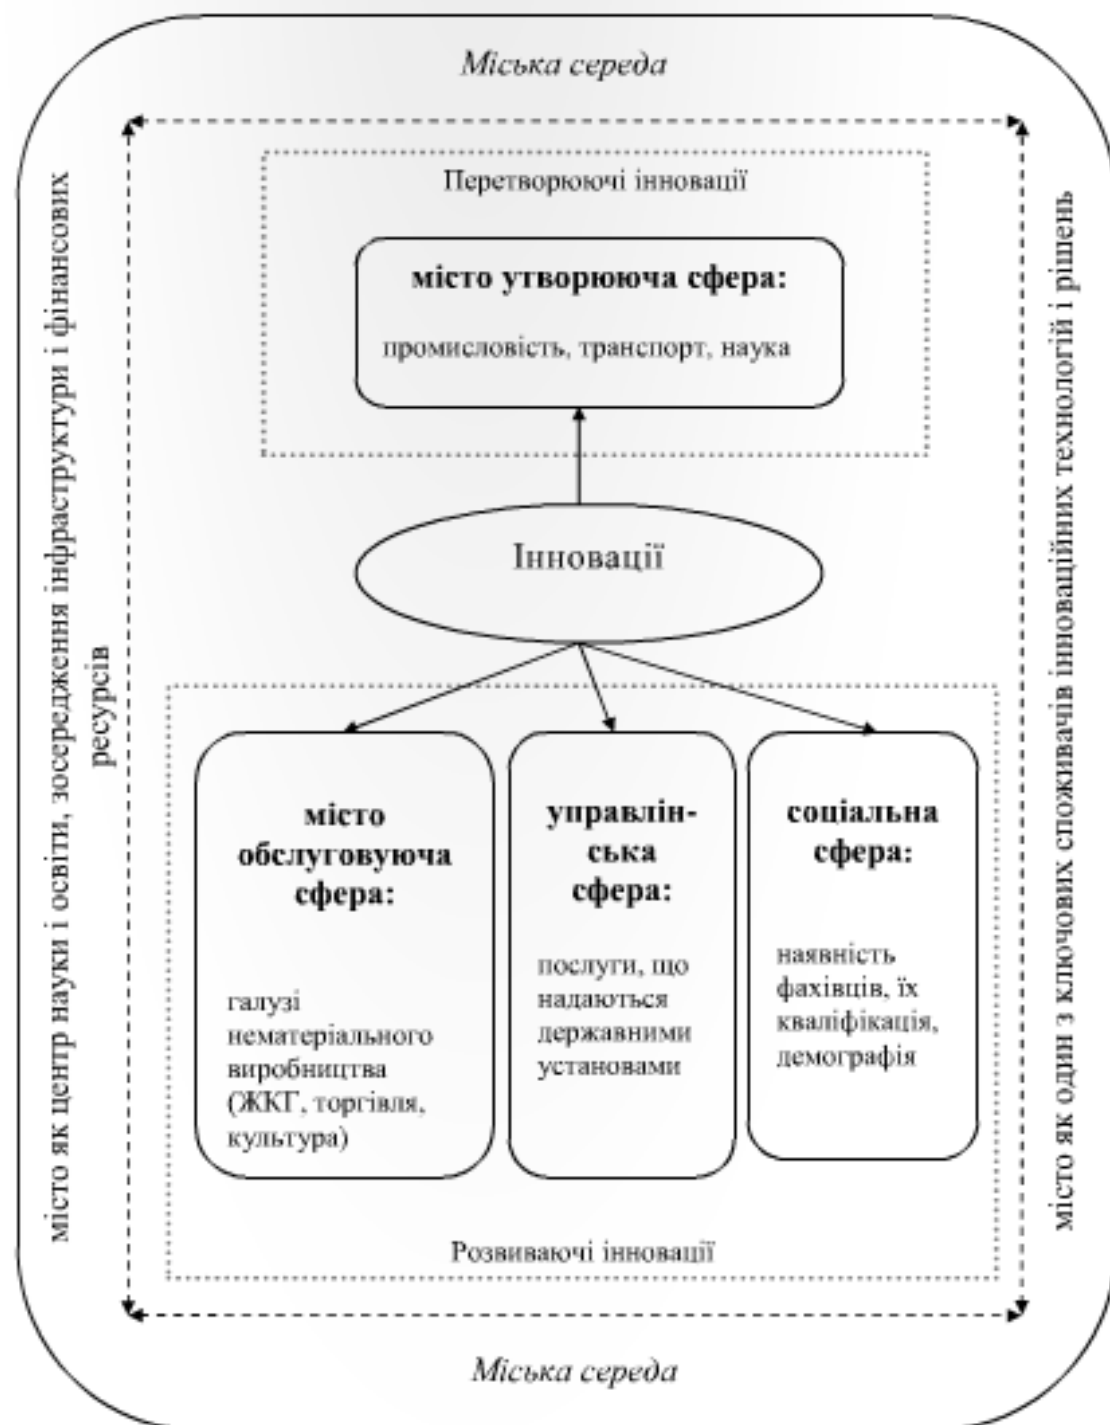 Міська середа
місто як центр науки і освіти, зосередження інфраструктури і фінансових
ресурсів
Перетворюючі інновації
місто утворююча сфера:
промисловість, транспорт, наука
Інновації
місто
обслуговуюча
сфера:
галузі
нематеріального
виробництва
(ЖКГ, торгівля,
культура)
управлін-
ська
сфера:
послуги, що
надаються
державними
установами
соціальна
сфера:
наявність
фахівців, їх
кваліфікація,
демографія
Розвиваючі інновації
місто як один з ключових споживачів інноваційних технологій і рішень
Міська середа